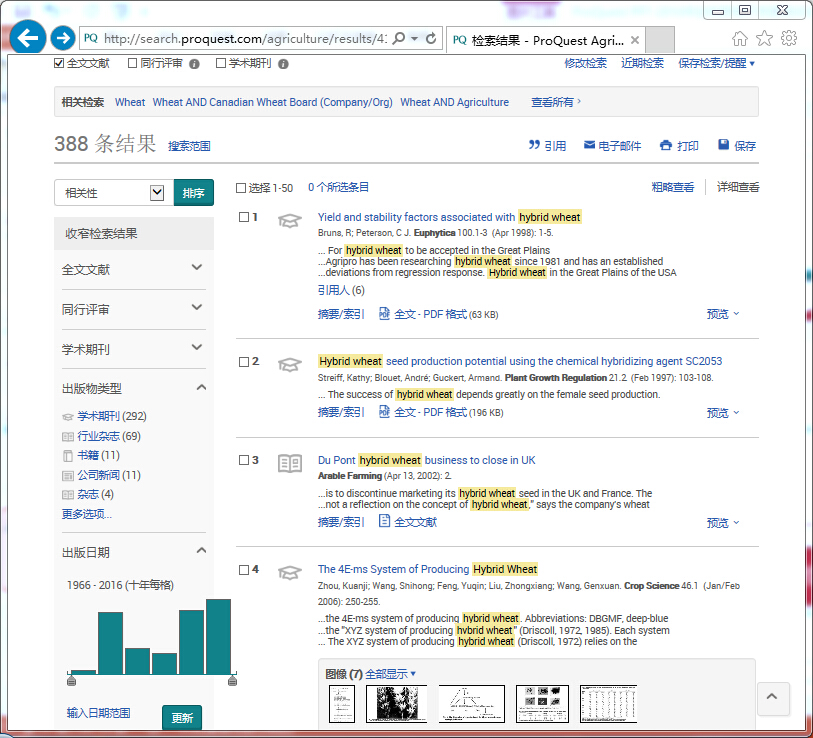 PQ http://search.proquest.com/agriculture/results/4:
PQ 检索结果 - ProQuest Agri...
全文文献 同行评审 学术期刊
修改检索 近期检索 保存检索/提醒
相关检索 Wheat Wheat AND Canadian Wheat Board (Company/Org) Wheat AND Agriculture 查看所有
388 条结果 搜索范围
引用 电子邮件 打印 保存
相关性 排序
选择 1-50 0 个所选条目
粗略查看 详细查看
收窄检索结果
全文文献
同行评审
学术期刊
出版物类型
学术期刊 (292)
行业杂志 (69)
书籍 (11)
公司新闻 (11)
杂志 (4)
更多选项...
出版日期
1966 - 2016 (十年每格)
输入日期范围
更新
1 Yield and stability factors associated with hybrid wheat
Bruns, R; Peterson, C J. Euphytica 100.1-3 (Apr 1998): 1-5.
... For hybrid wheat to be accepted in the Great Plains
...Agripro has been researching hybrid wheat since 1981 and has an established
...deviations from regression response. Hybrid wheat in the Great Plains of the USA
引用人 (6)
摘要/索引 全文 - PDF 格式 (63 KB) 预览
2 Hybrid wheat seed production potential using the chemical hybridizing agent SC2053
Streiff, Kathy; Blouet, André; Guckert, Armand. Plant Growth Regulation 21.2 (Feb 1997): 103-108.
... The success of hybrid wheat depends greatly on the female seed production.
摘要/索引 全文 - PDF 格式 (196 KB) 预览
3 Du Pont hybrid wheat business to close in UK
Arable Farming (Apr 13, 2002): 2.
...is to discontinue marketing its hybrid wheat seed in the UK and France. The
...not a reflection on the concept of hybrid wheat," says the company's wheat
摘要/索引 全文文献 预览
4 The 4E-ms System of Producing Hybrid Wheat
Zhou, Kuanji; Wang, Shihong; Feng, Yuqin; Liu, Zhongxiang; Wang, Genxuan. Crop Science 46.1 (Jan/Feb
2006): 250-255.
...the 4E-ms system of producing hybrid wheat. Abbreviations: DBGMF, deep-blue
...the "XYZ system of producing hybrid wheat" (Driscoll, 1972, 1985). Each system
... The XYZ system of producing hybrid wheat (Driscoll, 1972) relies on the
图像 (7) 全部显示